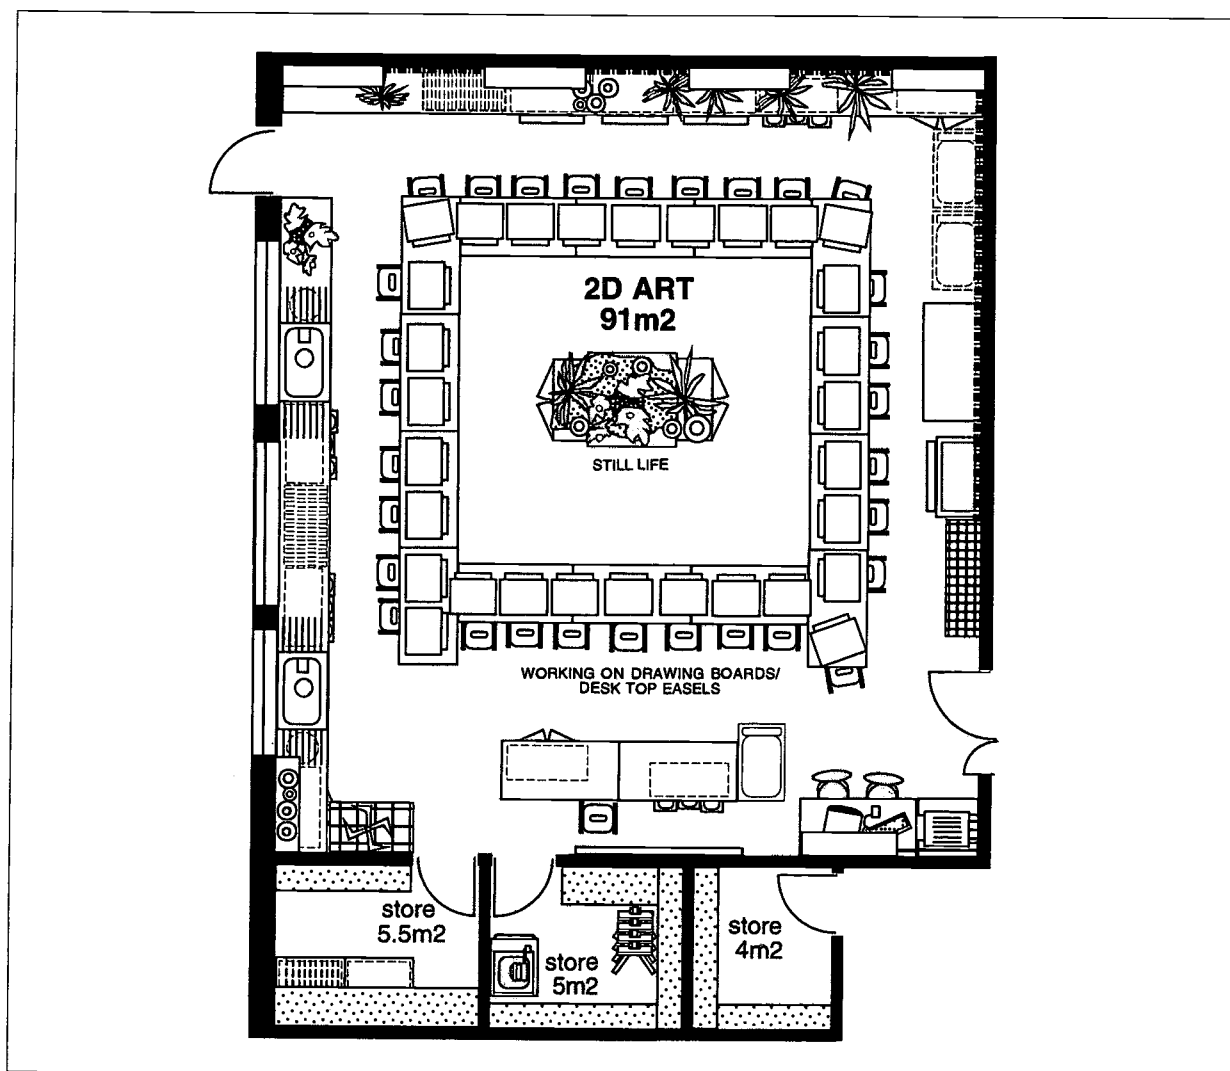 2D ART
91m2
STILL LIFE
WORKING ON DRAWING BOARDS/
DESK TOP EASELS
store
5.5m2
store
5m2
store
4m2